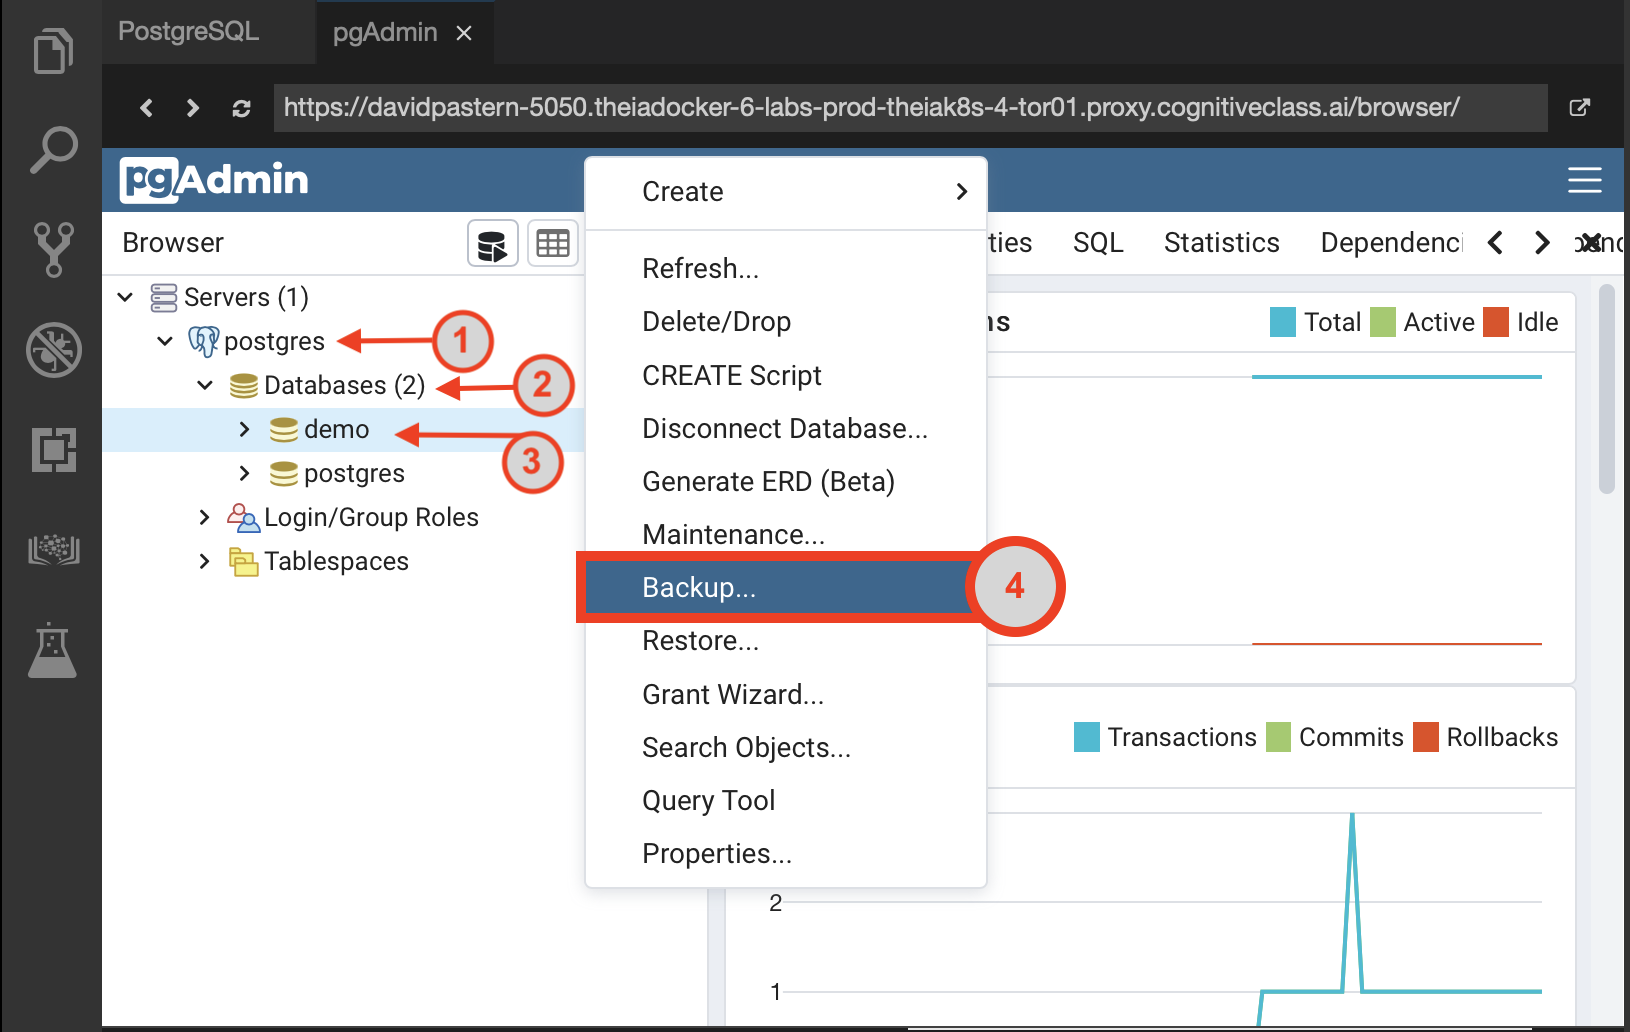 PostgreSQL
pgAdmin
https://davidpastern-5050.theiadocker-6-labs-prod-theiak8s-4-tor01.proxy.cognitiveclass.ai/browser/
pgAdmin
Browser
ties
SQL
Statistics
Dependenci
Servers (1)
postgres
1
Databases (2)
2
demo
3
postgres
Login/Group Roles
Tablespaces
Create
Refresh...
Delete/Drop
CREATE Script
Disconnect Database...
Generate ERD (Beta)
Maintenance...
Backup...
4
Restore...
Grant Wizard...
Search Objects...
Query Tool
Properties...
ns
Total
Active
Idle
Transactions
Commits
Rollbacks
2
1